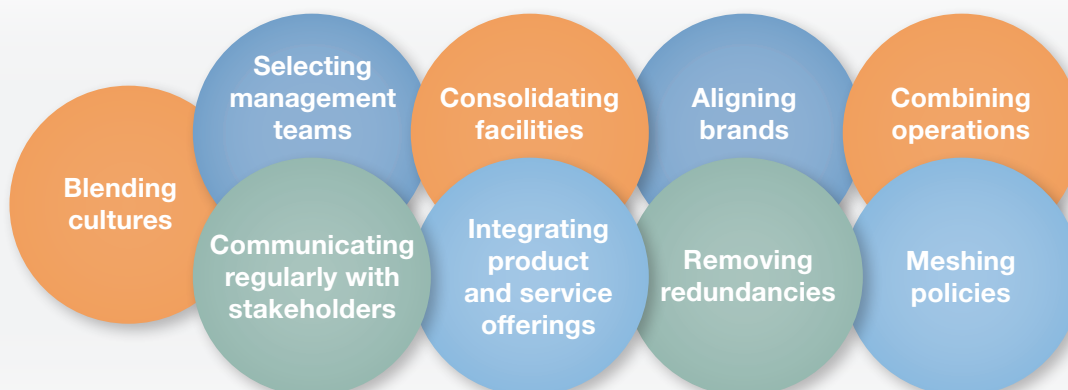 Blending
cultures
Selecting
management
teams
Communicating
regularly with
stakeholders
Consolidating
facilities
Integrating
product
and service
offerings
Aligning
brands
Removing
redundancies
Combining
operations
Meshing
policies